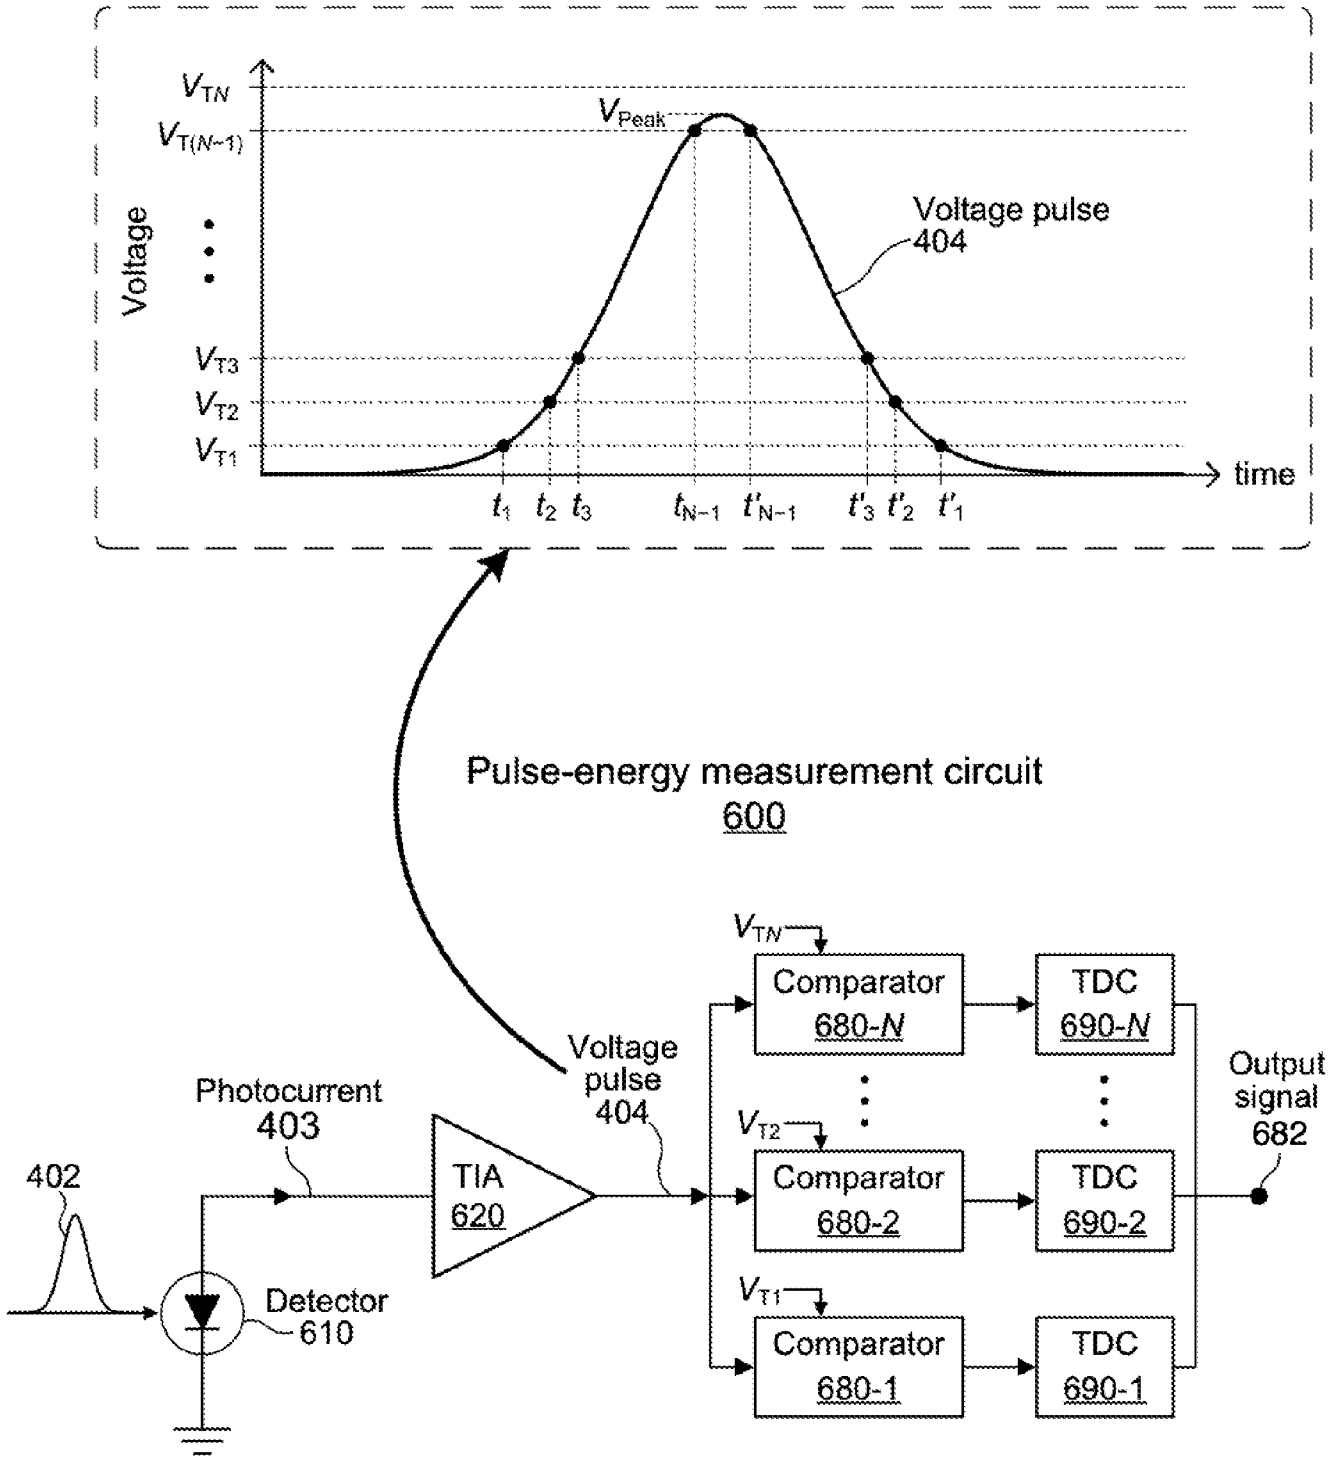 V_TN
V_Peak
V_T(N−1)
Voltage
Voltage pulse
404
V_T3
V_T2
V_T1
time
t_1 t_2 t_3 t_N−1 t'_N−1 t'_3 t'_2 t'_1
Pulse-energy measurement circuit
600
V_TN
Comparator
680-N
TDC
690-N
Voltage
pulse
404
Output
signal
682
Photocurrent
403
V_T2
Comparator
680-2
TDC
690-2
402
TIA
620
Detector
610
V_T1
Comparator
680-1
TDC
690-1